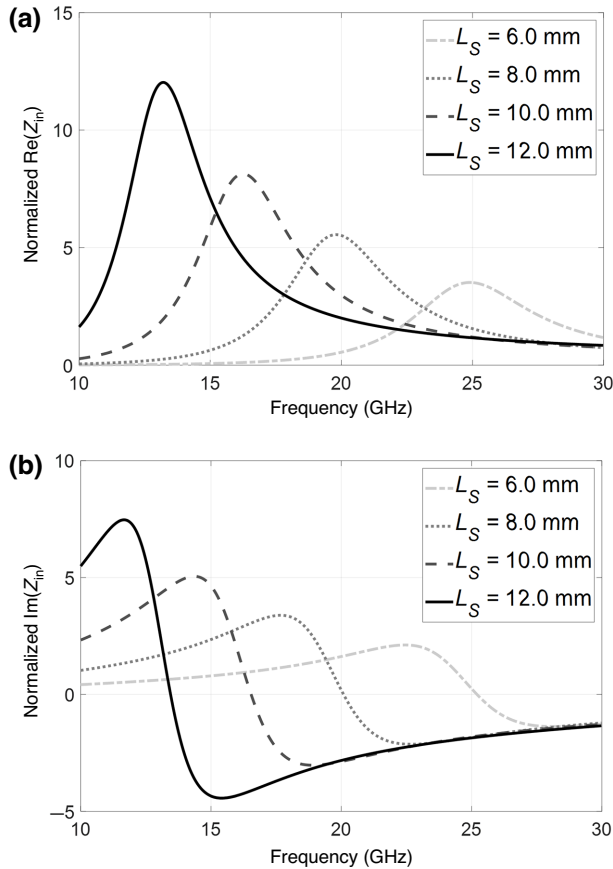 (a)
15
10
5
0
Normalized Re(Z_in)
L_S = 6.0 mm
L_S = 8.0 mm
L_S = 10.0 mm
L_S = 12.0 mm
10 15 20 25 30
Frequency (GHz)
(b)
10
5
0
−5
Normalized Im(Z_in)
L_S = 6.0 mm
L_S = 8.0 mm
L_S = 10.0 mm
L_S = 12.0 mm
10 15 20 25 30
Frequency (GHz)